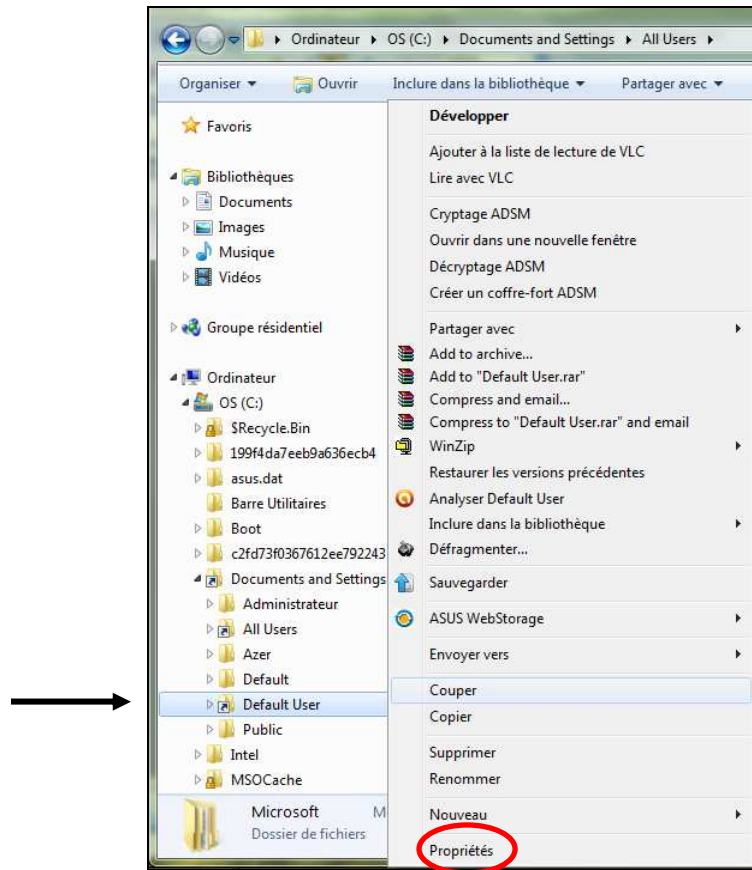 Ordinateur OS (C:) Documents and Settings All Users
Organiser Ouvrir Inclure dans la bibliothèque Partager avec
Favoris
Bibliothèques
Documents
Images
Musique
Vidéos
Groupe résidentiel
Ordinateur
OS (C:)
$Recycle.Bin
199f4da7eeb9a636ecb4
asus.dat
Barre Utilitaires
Boot
c2fd73f0367612ee792243
Documents and Settings
Administrateur
All Users
Azer
Default
Default User
Public
Intel
MSOCache
Microsoft M
Dossier de fichiers
Développer
Ajouter à la liste de lecture de VLC
Lire avec VLC
Cryptage ADSM
Ouvrir dans une nouvelle fenêtre
Décryptage ADSM
Créer un coffre-fort ADSM
Partager avec
Add to archive...
Add to "Default User.rar"
Compress and email...
Compress to "Default User.rar" and email
WinZip
Restaurer les versions précédentes
Analyser Default User
Inclure dans la bibliothèque
Défragmenter...
Sauvegarder
ASUS WebStorage
Envoyer vers
Couper
Copier
Supprimer
Renommer
Nouveau
Propriétés